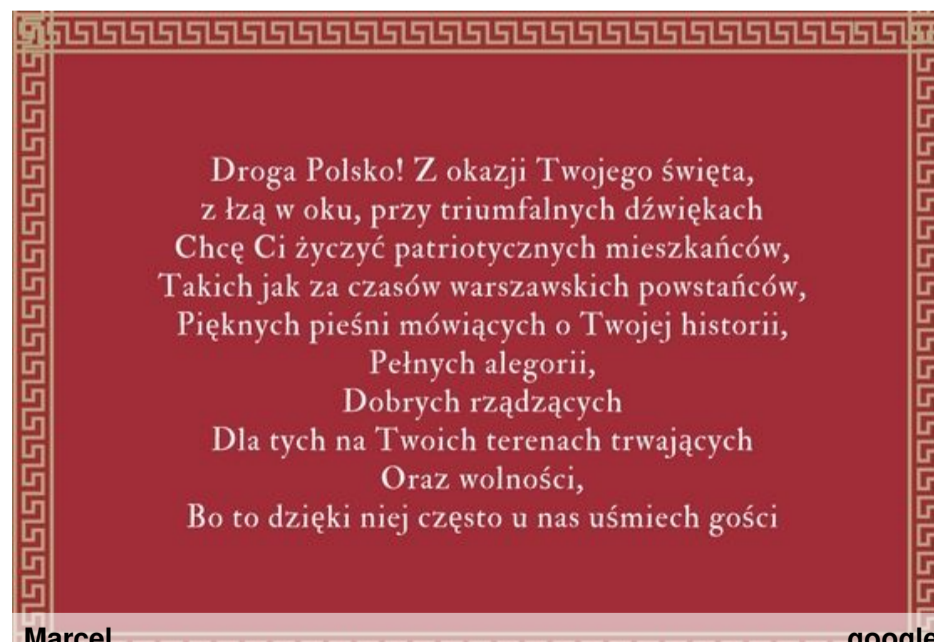 Droga Polsko! Z okazji Twojego święta,
z łzą w oku, przy triumfalnych dźwiękach
Chcę Ci życzyć patriotycznych mieszkańców,
Takich jak za czasów warszawskich powstańców,
Pięknych pieśni mówiących o Twojej historii,
Pełnych alegorii,
Dobrych rządzących
Dla tych na Twoich terenach trwających
Oraz wolności,
Bo to dzięki niej często u nas uśmiech gości
Marcel google